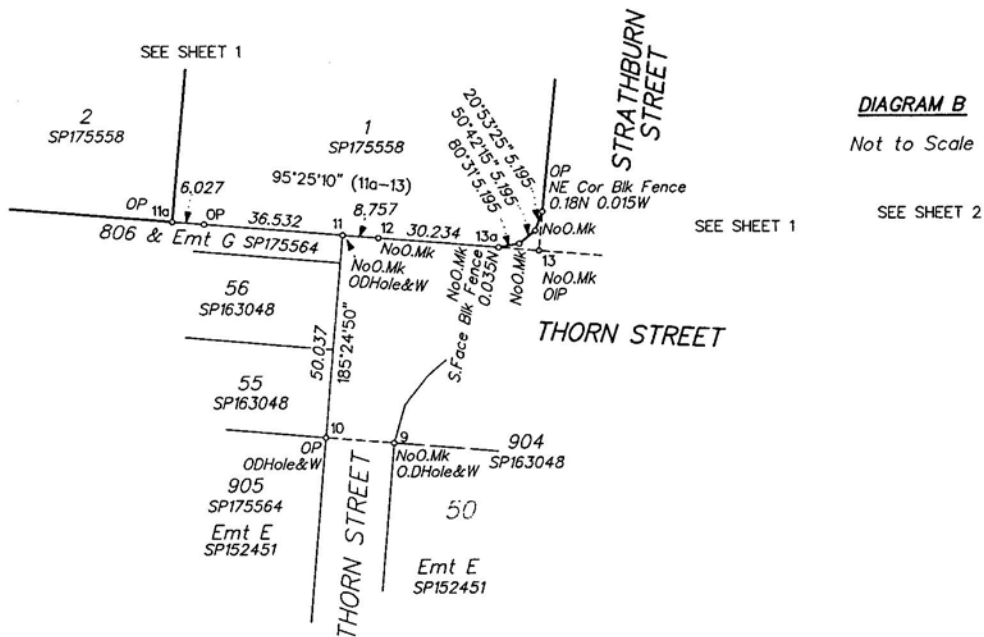 SEE SHEET 1
2
SP175558
1
SP175558
95°25'10" (11a-13)
STRATHBURN
STREET
20°53'25" 5.195
50°42'15" 5.195
80°31' 5.195
DIAGRAM B
Not to Scale
OP
NE Cor Blk Fence
0.18N 0.015W
SEE SHEET 1
SEE SHEET 2
OP 11a
6.027
OP
36.532
11
8.757
12
30.234
13a
NoO.Mk
13
NoO.Mk
OIP
806 & Emt G SP175564
NoO.Mk
ODHole&W
NoO.Mk
NoO.Mk
NoO.Mk
0.035N
S.Face Blk Fence
THORN STREET
56
SP163048
50.037
185°24'50"
55
SP163048
10
OP
ODHole&W
9
NoO.Mk
O.DHole&W
904
SP163048
905
SP175564
Emt E
SP152451
THORN STREET
50
Emt E
SP152451